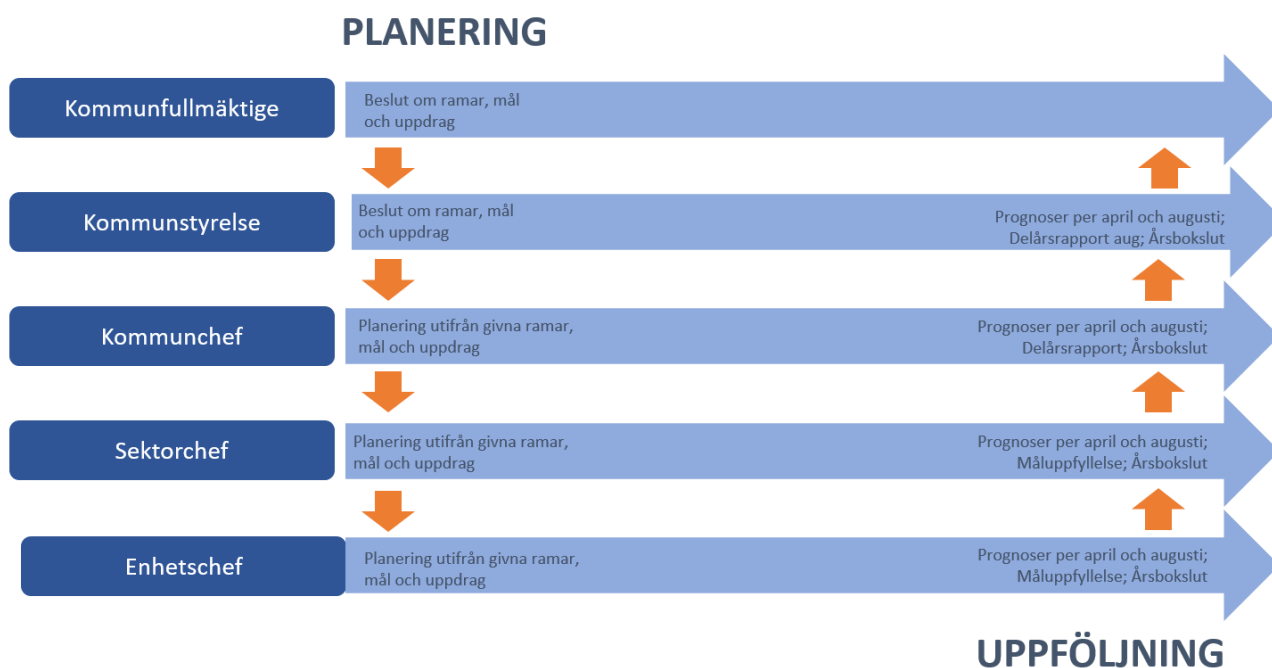 PLANERING
Kommunfullmäktige
Beslut om ramar, mål
och uppdrag
Kommunstyrelse
Beslut om ramar, mål
och uppdrag
Prognoser per april och augusti;
Delårsrapport aug; Årsbokslut
Kommunchef
Planering utifrån givna ramar,
mål och uppdrag
Prognoser per april och augusti;
Delårsrapport; Årsbokslut
Sektorchef
Planering utifrån givna ramar,
mål och uppdrag
Prognoser per april och augusti;
Måluppfyllelse; Årsbokslut
Enhetschef
Planering utifrån givna ramar,
mål och uppdrag
Prognoser per april och augusti;
Måluppfyllelse; Årsbokslut
UPPFÖLJNING